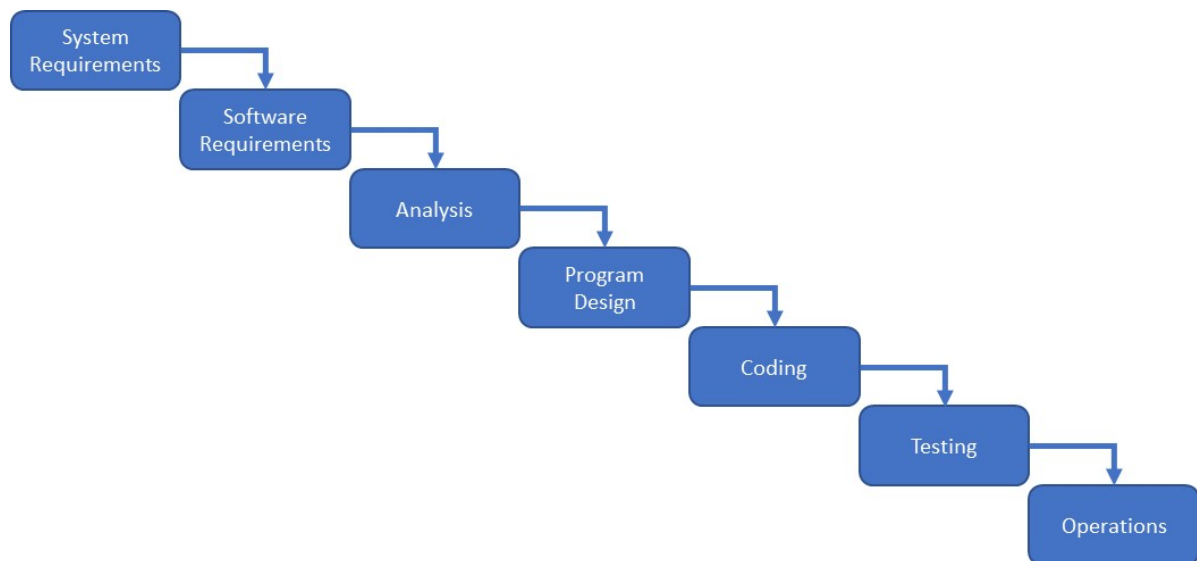 System
Requirements
Software
Requirements
Analysis
Program
Design
Coding
Testing
Operations